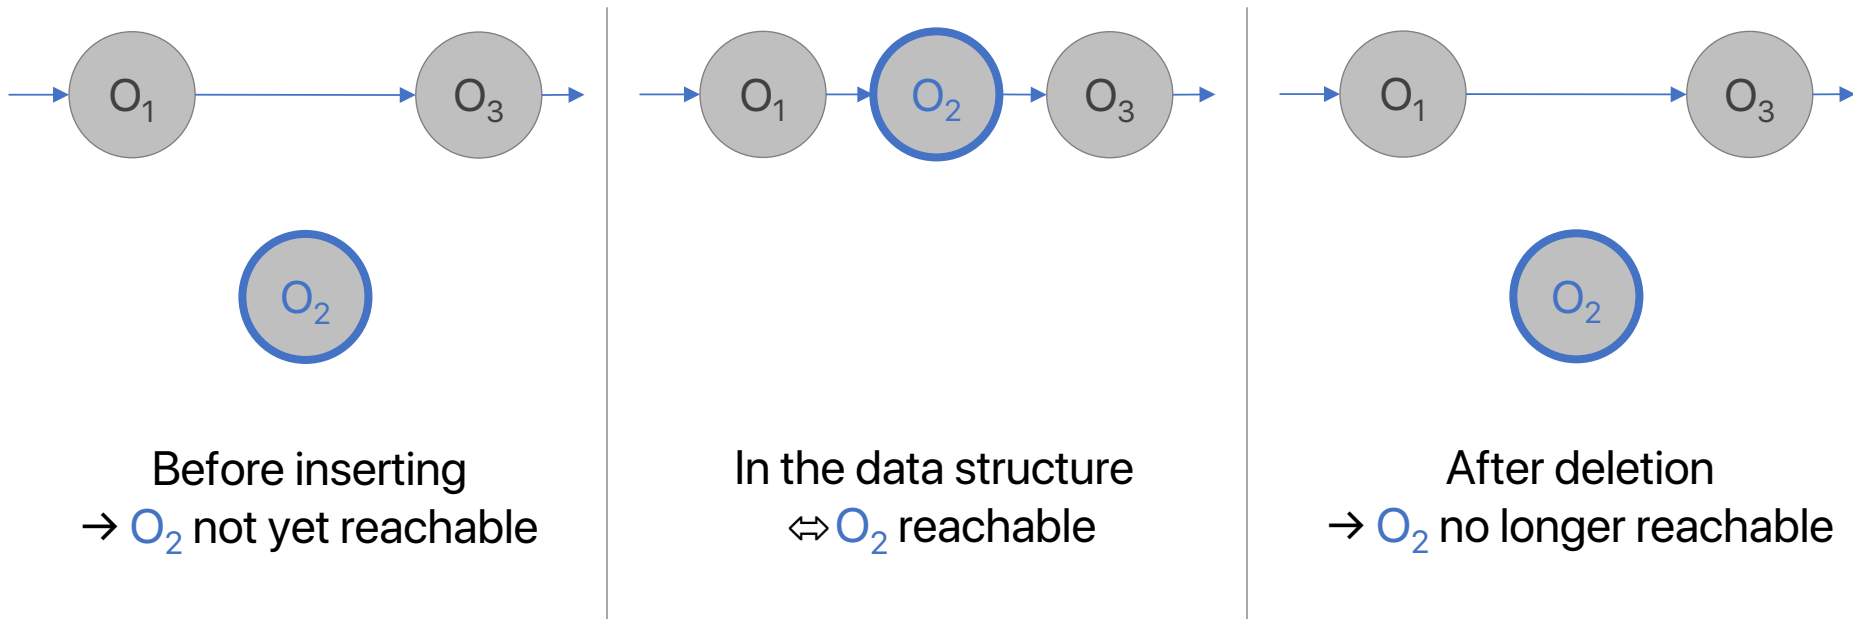 O₁ O₃
O₂
Before inserting
→ O₂ not yet reachable
O₁ O₂ O₃
In the data structure
⇔ O₂ reachable
O₁ O₃
O₂
After deletion
→ O₂ no longer reachable